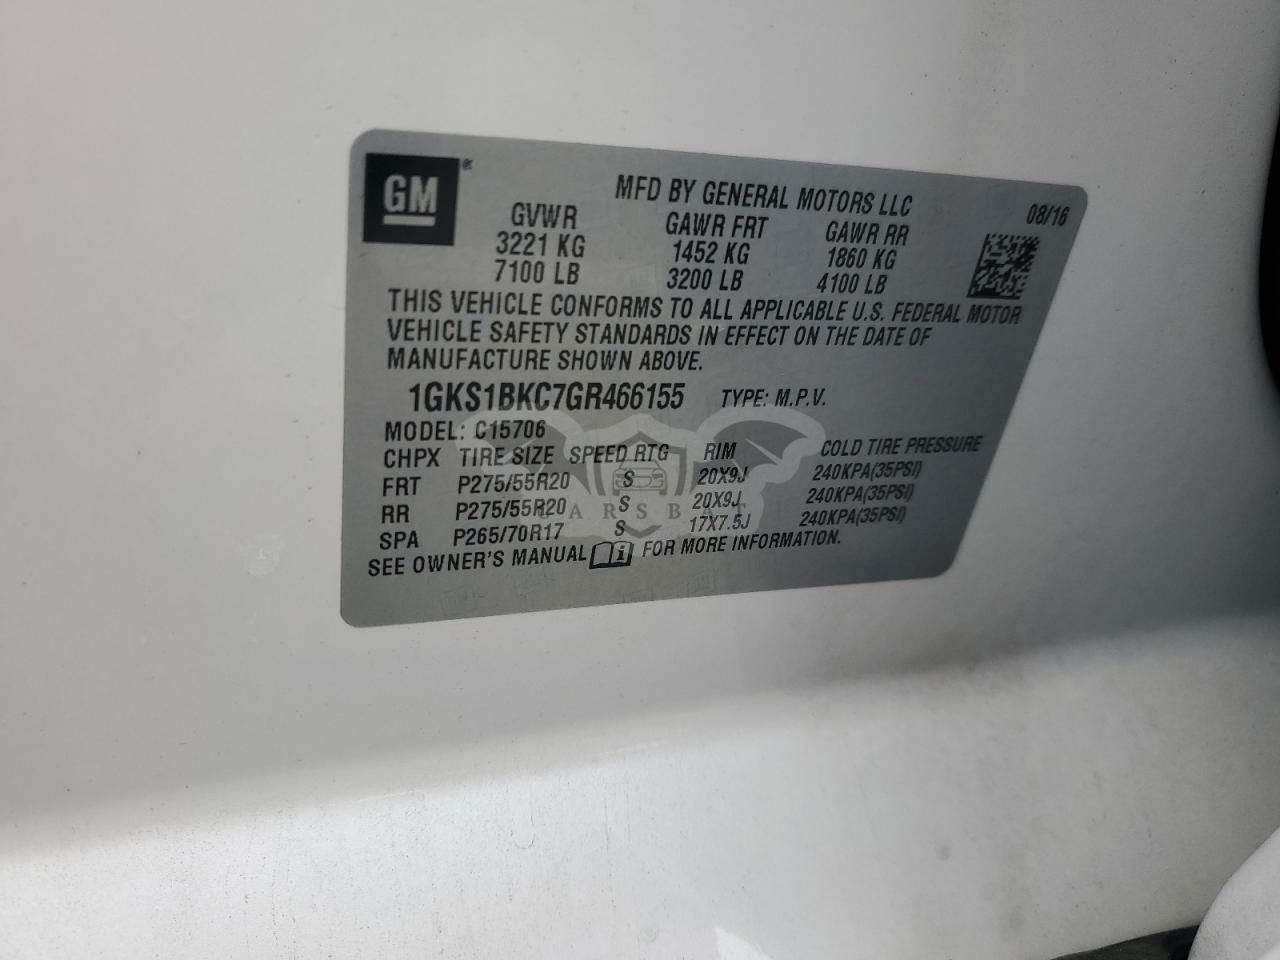 GM®
MFD BY GENERAL MOTORS LLC
08/16
GVWR GAWR FRT GAWR RR
3221 KG 1452 KG 1860 KG
7100 LB 3200 LB 4100 LB
THIS VEHICLE CONFORMS TO ALL APPLICABLE U.S. FEDERAL MOTOR
VEHICLE SAFETY STANDARDS IN EFFECT ON THE DATE OF
MANUFACTURE SHOWN ABOVE.
1GKS1BKC7GR466155 TYPE: M.P.V.
MODEL: C15706
CHPX TIRE SIZE SPEED RTG RIM COLD TIRE PRESSURE
FRT P275/55R20 S 20X9J 240KPA(35PSI)
RR P275/55R20 S 20X9J 240KPA(35PSI)
SPA P265/70R17 S 17X7.5J 240KPA(35PSI)
SEE OWNER'S MANUAL FOR MORE INFORMATION.
CARSBAT